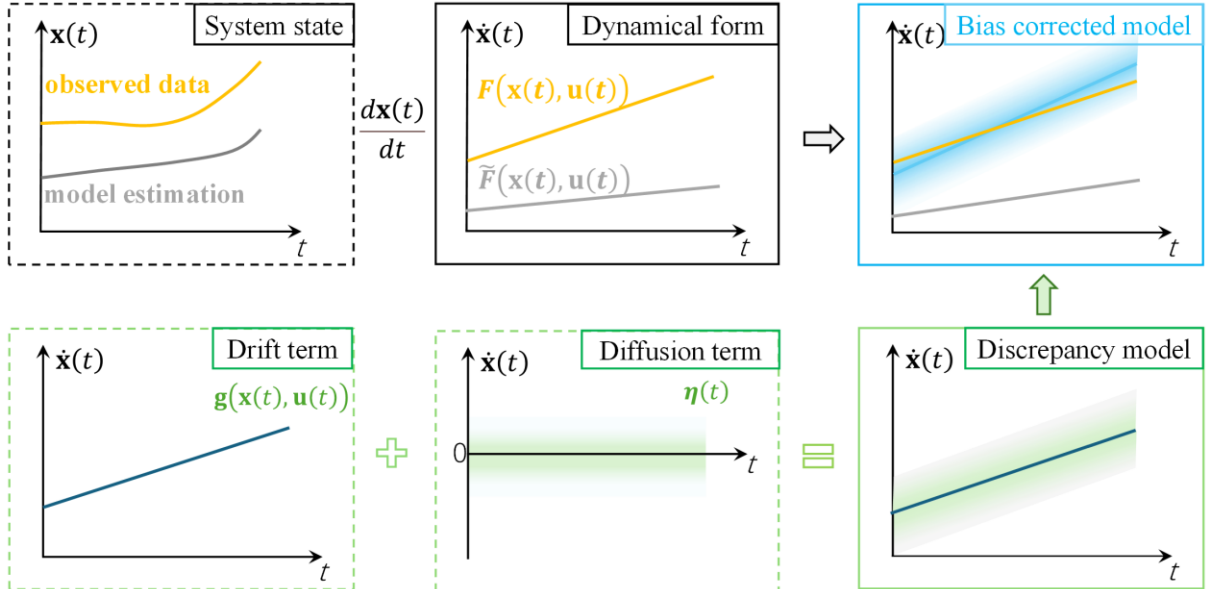 System state
𝐱(t)
observed data
model estimation
t
d𝐱(t)
dt
Dynamical form
ẋ(t)
F(𝐱(t), 𝐮(t))
F̃(𝐱(t), 𝐮(t))
t
Bias corrected model
ẋ(t)
t
Drift term
ẋ(t)
𝐠(𝐱(t), 𝐮(t))
t
+
Diffusion term
ẋ(t)
η(t)
0
t
=
Discrepancy model
ẋ(t)
t